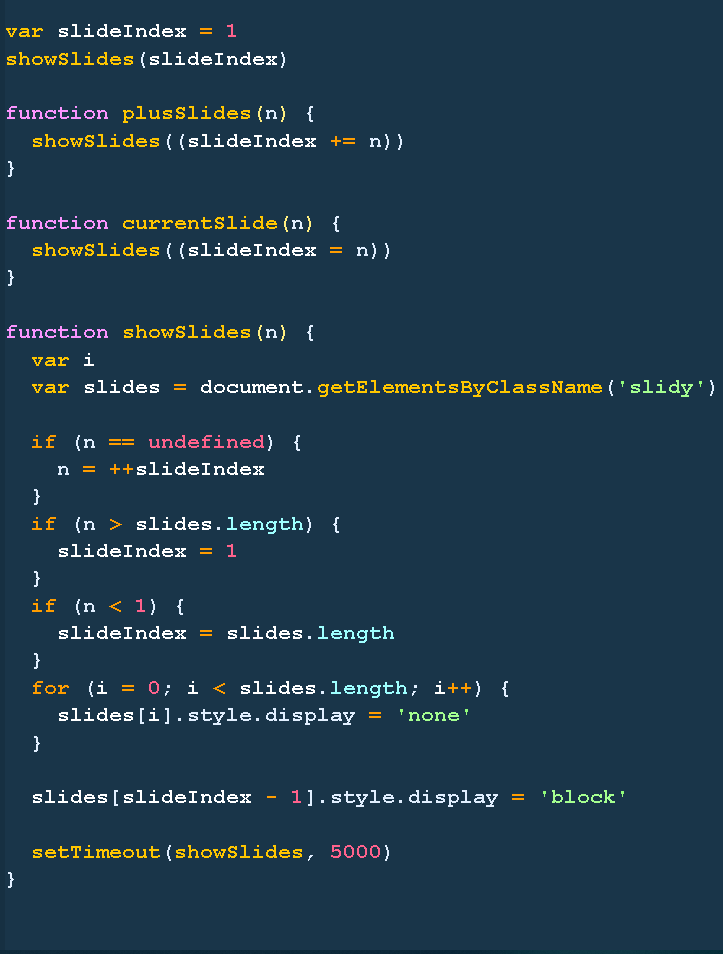 var slideIndex = 1
showSlides(slideIndex)

function plusSlides(n) {
  showSlides((slideIndex += n))
}

function currentSlide(n) {
  showSlides((slideIndex = n))
}

function showSlides(n) {
  var i
  var slides = document.getElementsByClassName('slidy')

  if (n == undefined) {
    n = ++slideIndex
  }
  if (n > slides.length) {
    slideIndex = 1
  }
  if (n < 1) {
    slideIndex = slides.length
  }
  for (i = 0; i < slides.length; i++) {
    slides[i].style.display = 'none'
  }

  slides[slideIndex - 1].style.display = 'block'

  setTimeout(showSlides, 5000)
}